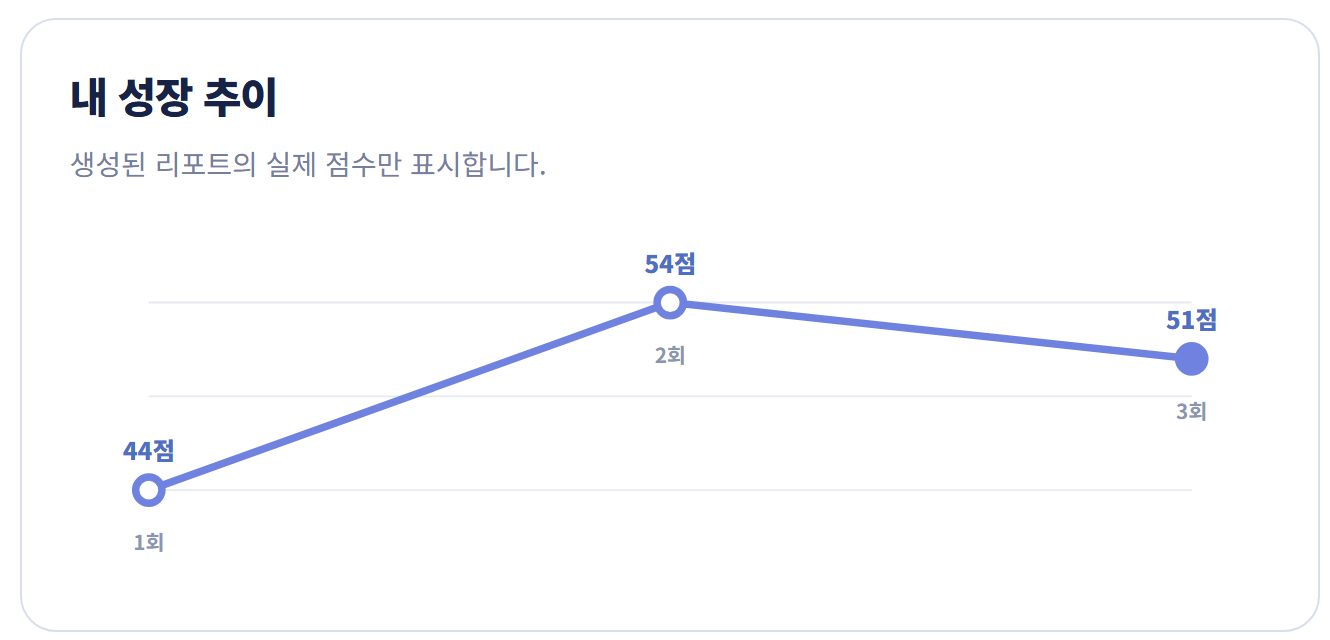 내 성장 추이
생성된 리포트의 실제 점수만 표시합니다.
54점
51점
2회
3회
44점
1회